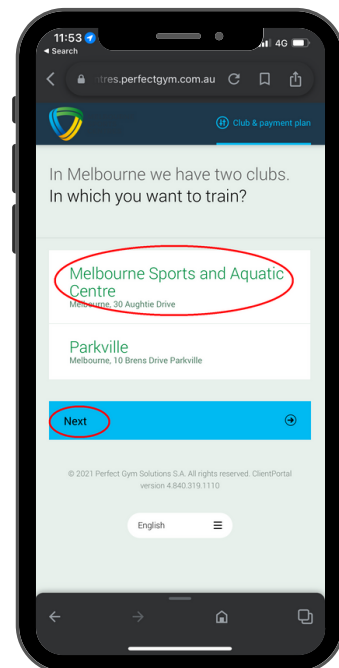 11:53
4G
Search
tres.perfectgym.com.au
Club & payment plan
In Melbourne we have two clubs.
In which you want to train?
Melbourne Sports and Aquatic
Centre
Melbourne, 30 Aughtie Drive
Parkville
Melbourne, 10 Brens Drive Parkville
Next
© 2021 Perfect Gym Solutions S.A. All rights reserved. ClientPortal
version 4.840.319.1110
English